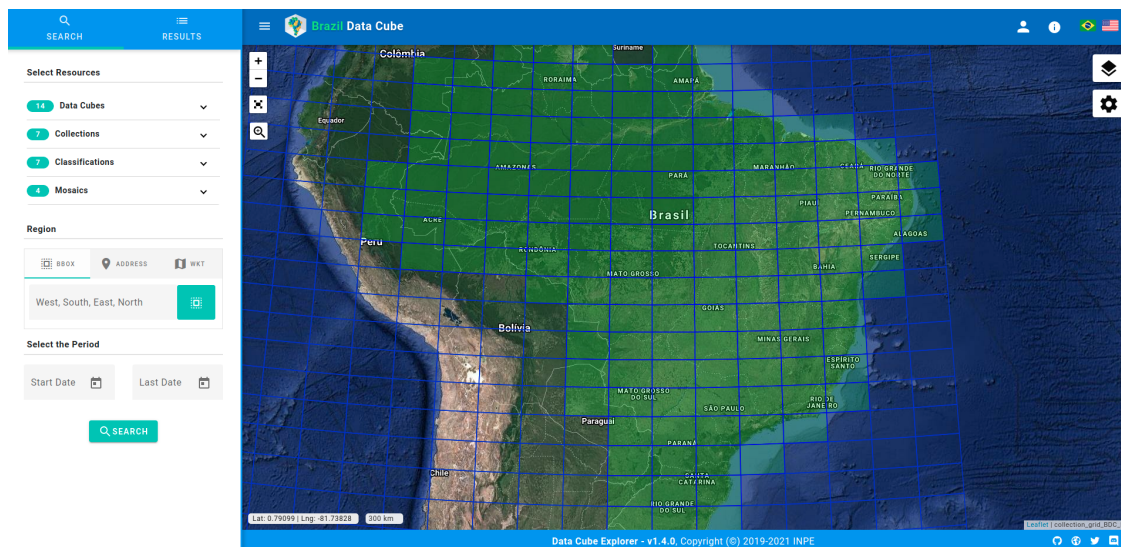 SEARCH
RESULTS
Brazil Data Cube
Select Resources
14 Data Cubes
7 Collections
7 Classifications
4 Mosaics
Region
BBOX
ADDRESS
WKT
West, South, East, North
Select the Period
Start Date
Last Date
SEARCH
+
−
Colômbia
Suriname
RORAIMA
AMAPÁ
Equador
AMAZONAS
PARÁ
MARANHÃO
CEARÁ
RIO GRANDE
DO NORTE
PARAÍBA
PIAUÍ
PERNAMBUCO
ACRE
Brasil
ALAGOAS
Peru
RONDÔNIA
TOCANTINS
SERGIPE
MATO GROSSO
BAHIA
GOIÁS
Bolívia
MINAS GERAIS
ESPÍRITO
SANTO
MATO GROSSO
DO SUL
SÃO PAULO
RIO DE
JANEIRO
Paraguai
PARANÁ
Chile
SANTA
CATARINA
RIO GRANDE
DO SUL
Lat: 0.79099 | Lng: -81.73828
300 km
Leaflet | collection_grid_BDC_
Data Cube Explorer - v1.4.0, Copyright (©) 2019-2021 INPE